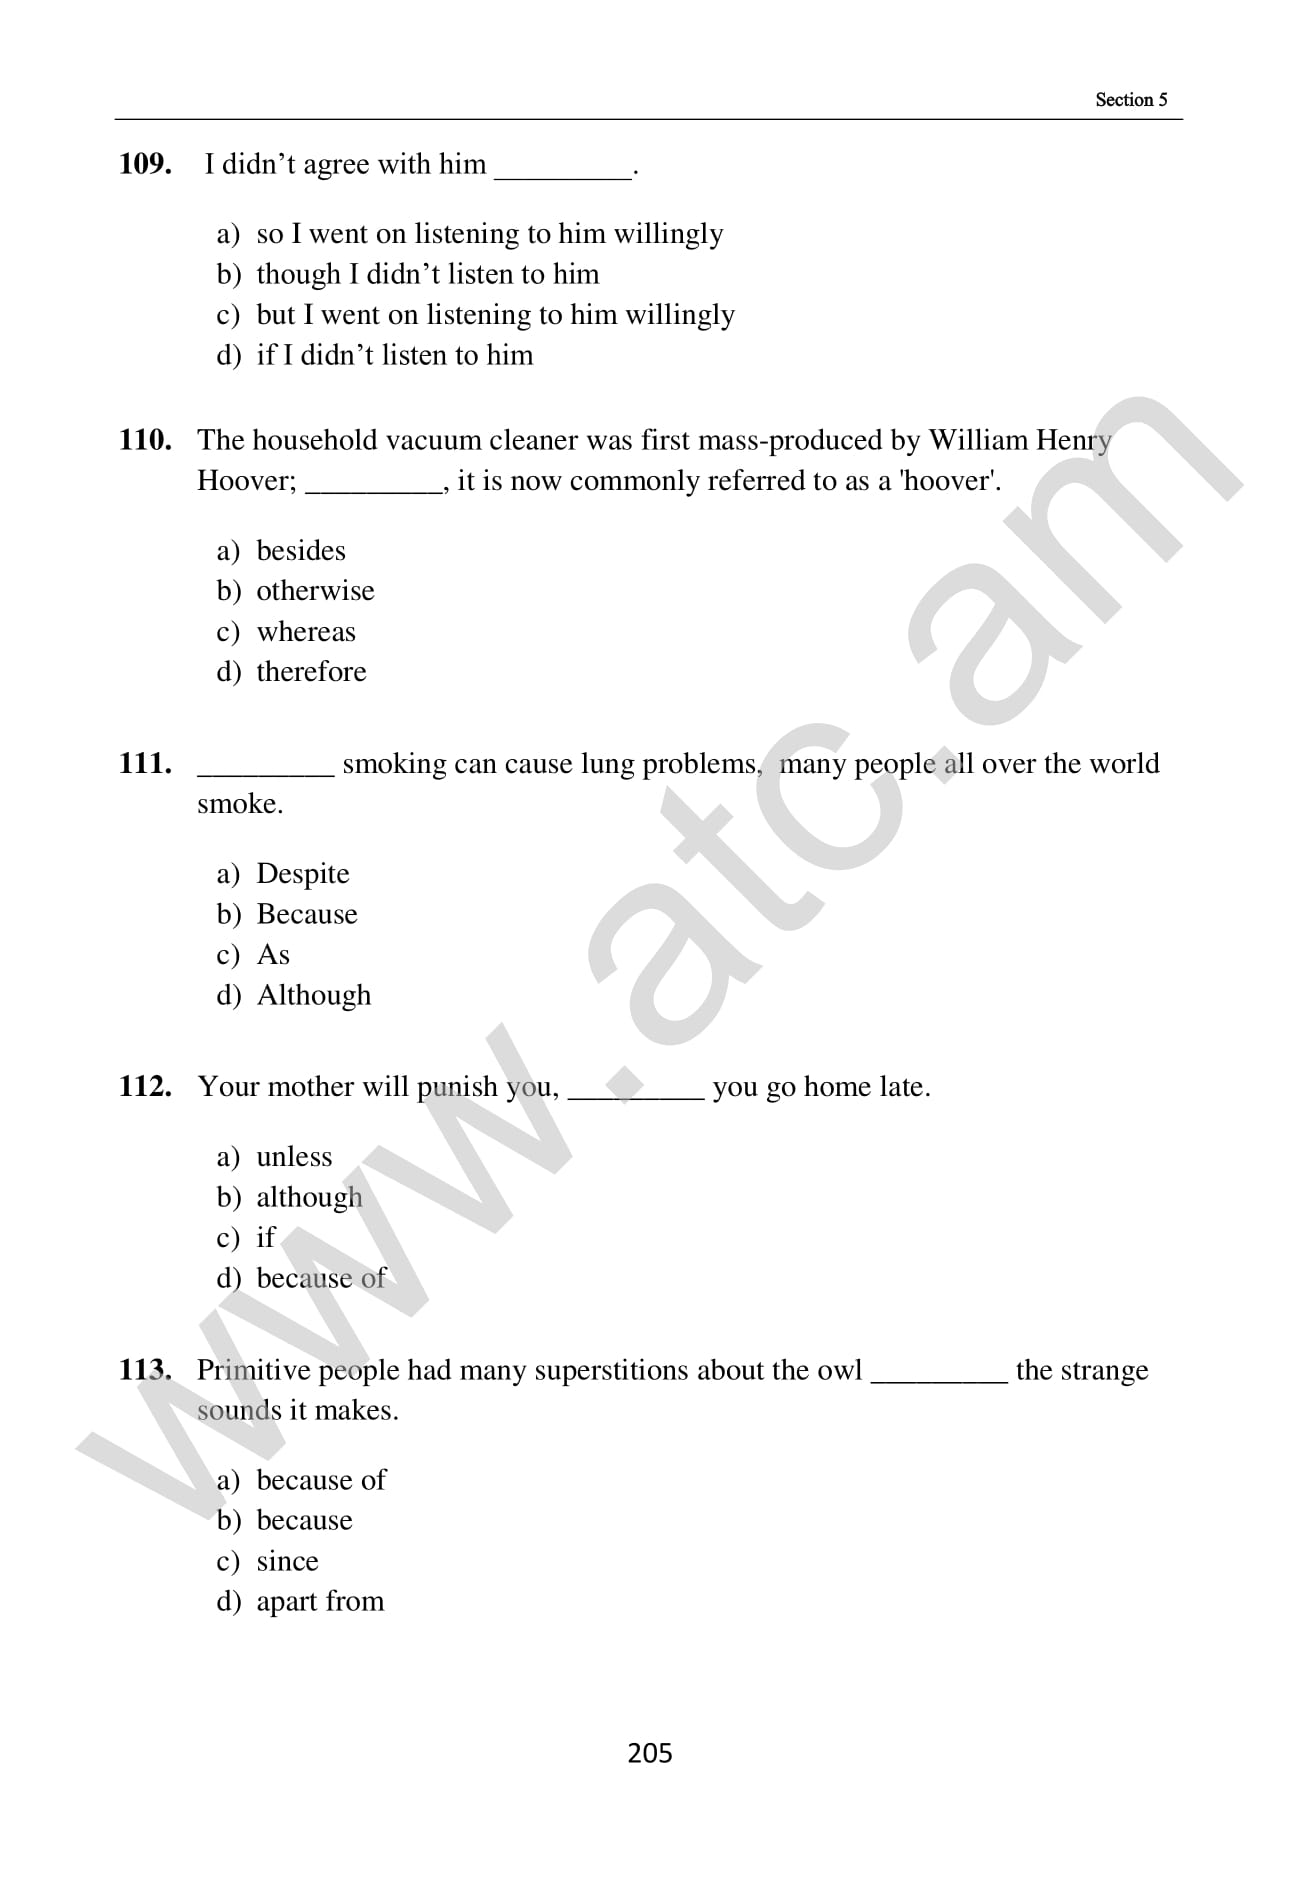 Section 5
109. I didn’t agree with him _________.
a) so I went on listening to him willingly
b) though I didn’t listen to him
c) but I went on listening to him willingly
d) if I didn’t listen to him
110. The household vacuum cleaner was first mass-produced by William Henry
Hoover; _________, it is now commonly referred to as a 'hoover'.
a) besides
b) otherwise
c) whereas
d) therefore
111. _________ smoking can cause lung problems, many people all over the world
smoke.
a) Despite
b) Because
c) As
d) Although
112. Your mother will punish you, _________ you go home late.
a) unless
b) although
c) if
d) because of
113. Primitive people had many superstitions about the owl _________ the strange
sounds it makes.
a) because of
b) because
c) since
d) apart from
205
www.atc.am